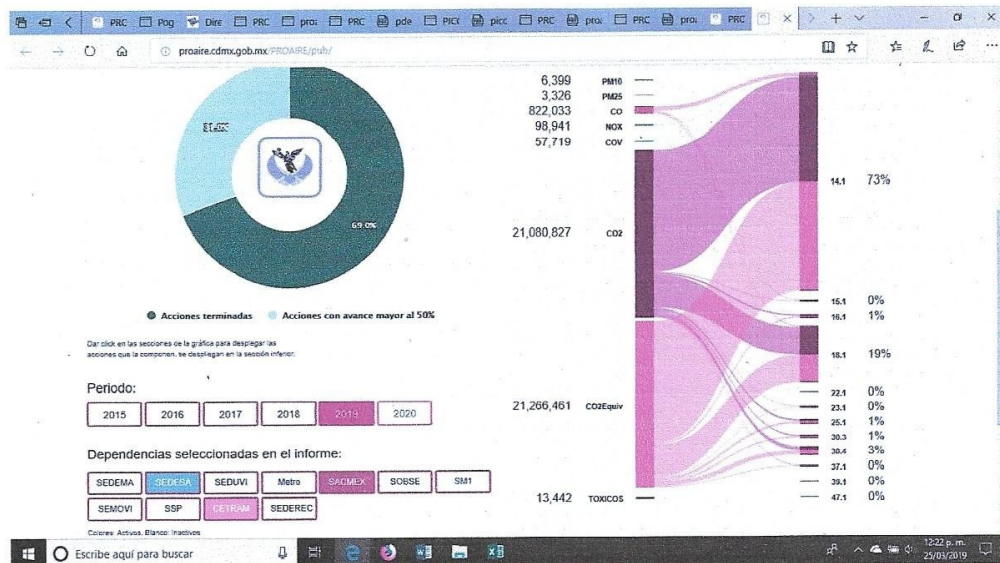 PRC
Pog
Dire
PRC
proa
PRC
pde
PICC
picc
PRC
proa
PRC
proa
PRC
proaire.cdmx.gob.mx/PROAIRE/pub/
69.0%
Acciones terminadas
Acciones con avance mayor al 50%
Dar click en las secciones de la gráfica para desplegar las
acciones que la componen, se despliegan en la sección inferior.
Periodo:
2015 2016 2017 2018 2019 2020
Dependencias seleccionadas en el informe:
SEDEMA SEDESA SEDUVI Metro SACMEX SOBSE SM1
SEMOVI SSP CETRAM SEDEREC
Colores: Activos, Blanco: Inactivos
6,399 PM10
3,326 PM25
822,033 CO
98,941 NOX
57,719 COV
21,080,827 CO2
21,266,461 CO2Equiv
13,442 TOXICOS
14.1 73%
15.1 0%
16.1 1%
18.1 19%
22.1 0%
23.1 0%
25.1 1%
30.3 1%
30.4 3%
37.1 0%
39.1 0%
47.1 0%
Escribe aquí para buscar
12:22 p. m.
25/03/2019